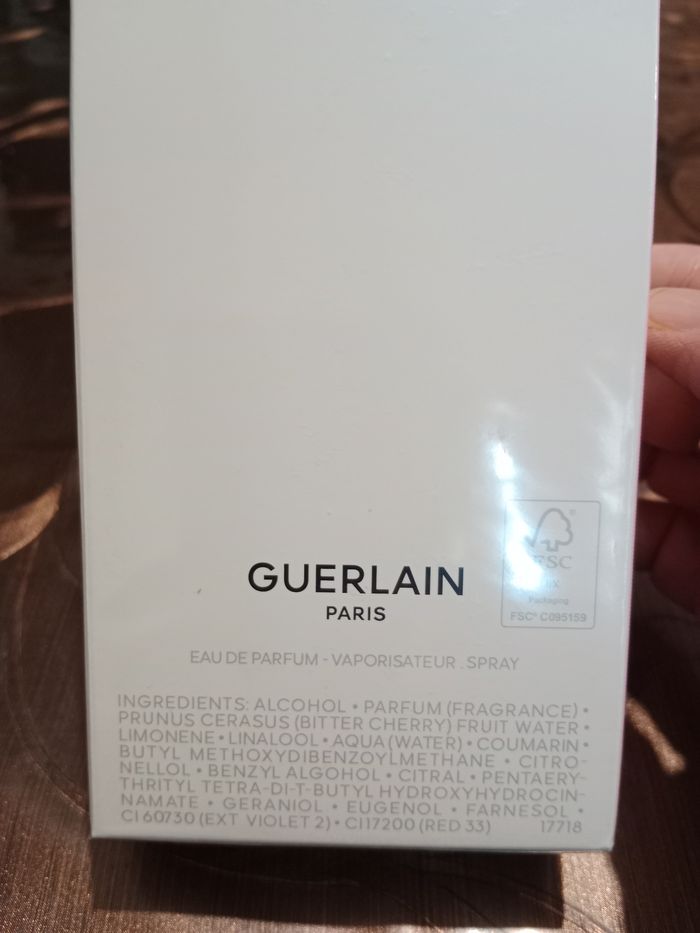 GUERLAIN
PARIS
FSC®
Packaging
FSC® C095159
EAU DE PARFUM - VAPORISATEUR . SPRAY
INGREDIENTS: ALCOHOL • PARFUM (FRAGRANCE) •
PRUNUS CERASUS (BITTER CHERRY) FRUIT WATER •
LIMONENE • LINALOOL • AQUA (WATER) • COUMARIN •
BUTYL METHOXYDIBENZOYLMETHANE • CITRO-
NELLOL • BENZYL ALCOHOL • CITRAL • PENTAERY-
THRITYL TETRA-DI-T-BUTYL HYDROXYHYDROCIN-
NAMATE • GERANIOL • EUGENOL • FARNESOL •
CI 60730 (EXT VIOLET 2) • CI 17200 (RED 33) 17718